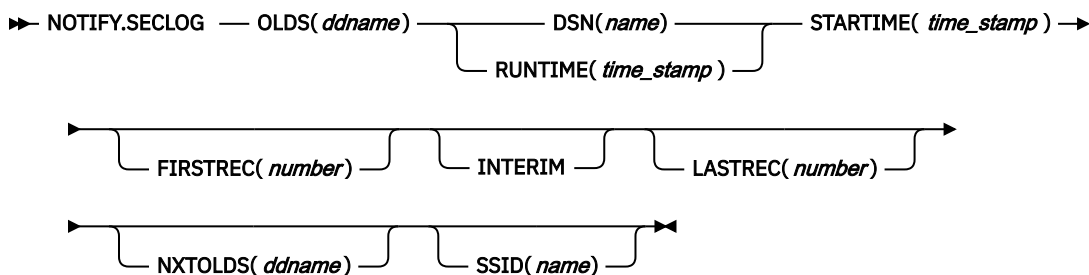 NOTIFY.SECLOG OLDS( ddname ) DSN( name ) STARTIME( time_stamp )
RUNTIME( time_stamp )
FIRSTREC( number ) INTERIM LASTREC( number )
NXTOLDS( ddname ) SSID( name )